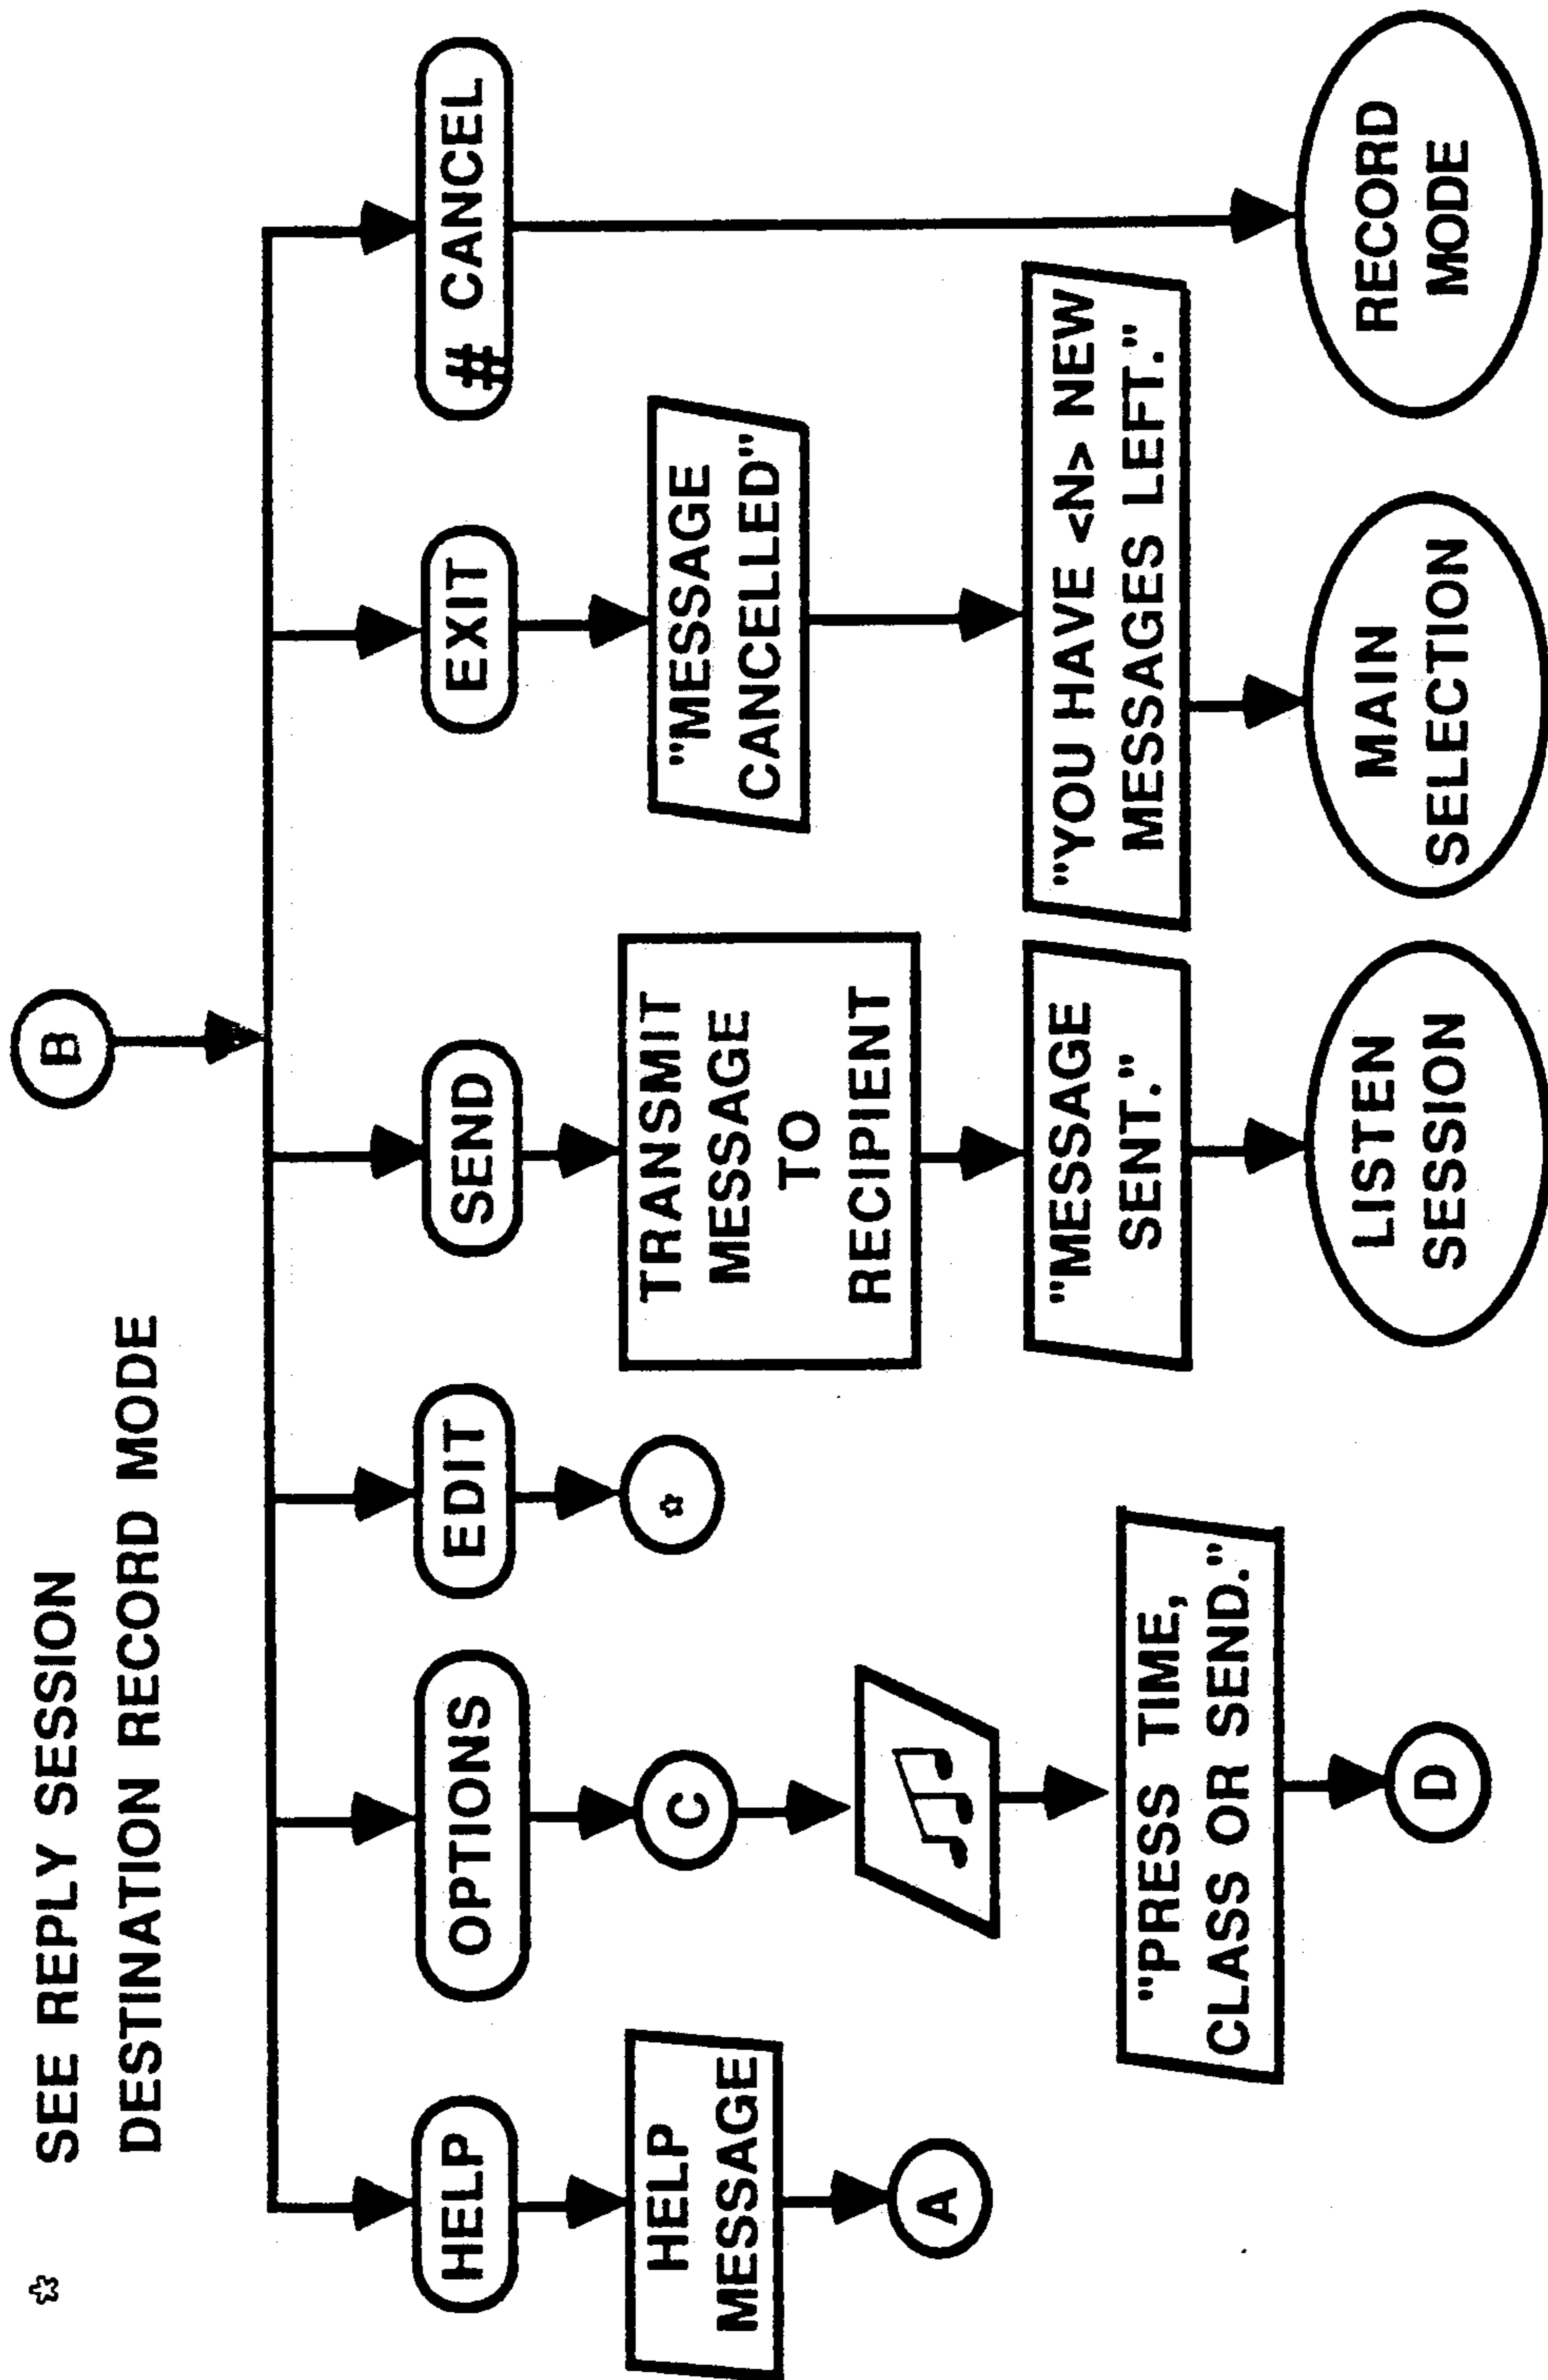 * SEE REPLY SESSION
DESTINATION RECORD MODE
B
HELP
OPTIONS
EDIT
SEND
EXIT
# CANCEL
HELP
MESSAGE
A
C
"PRESS TIME,
CLASS OR SEND."
D
*
TRANSMIT
MESSAGE
TO
RECIPIENT
"MESSAGE
SENT."
LISTEN
SESSION
"MESSAGE
CANCELLED"
"YOU HAVE <N> NEW
MESSAGES LEFT."
MAIN
SELECTION
RECORD
MODE